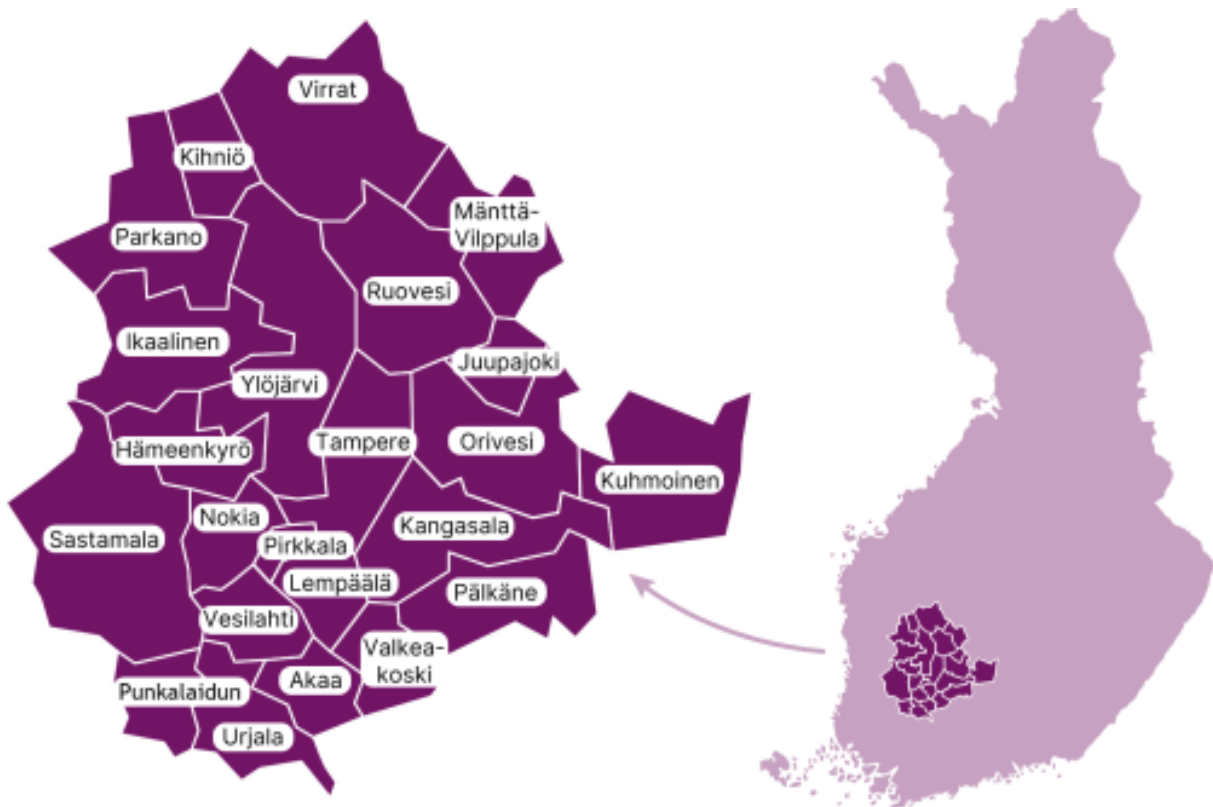 Virrat
Kihniö
Mänttä-
Vilppula
Parkano
Ruovesi
Ikaalinen
Juupajoki
Ylöjärvi
Hämeenkyrö
Tampere
Orivesi
Kuhmoinen
Nokia
Kangasala
Sastamala
Pirkkala
Lempäälä
Pälkäne
Vesilahti
Valkea-
koski
Akaa
Punkalaidun
Urjala